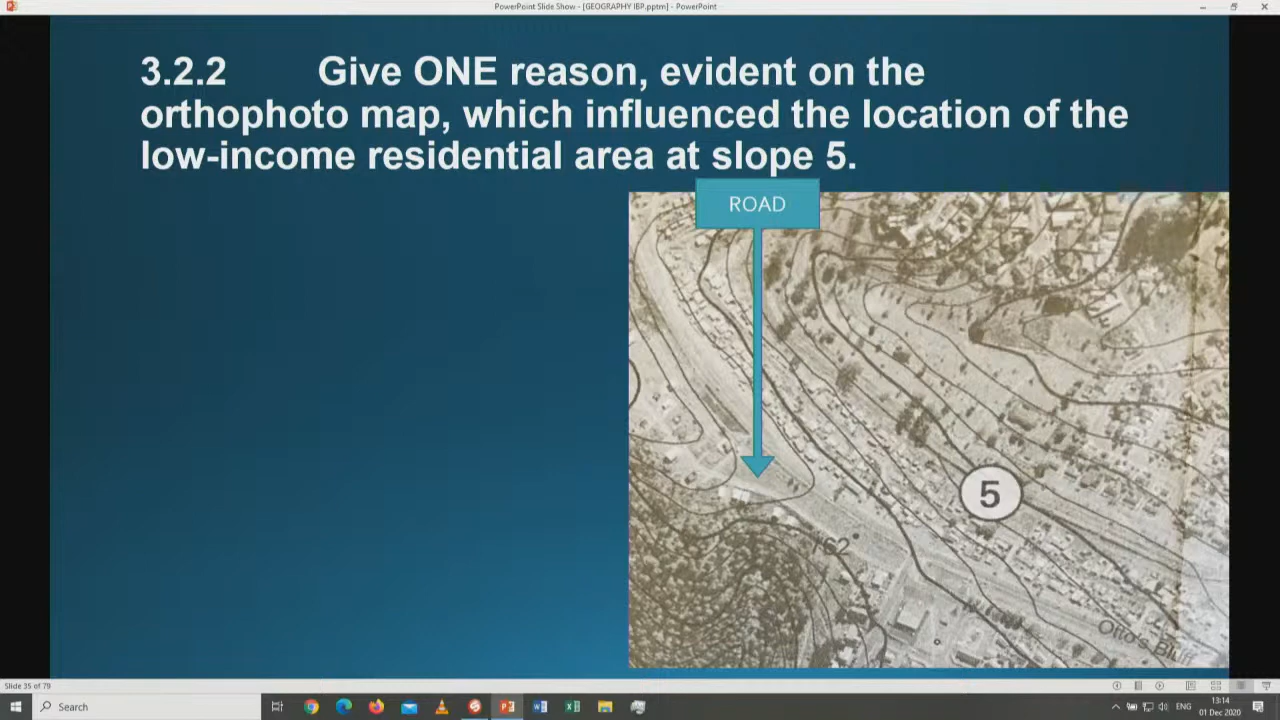 PowerPoint Slide Show - [GEOGRAPHY IBP.pptm] - PowerPoint
3.2.2 Give ONE reason, evident on the
orthophoto map, which influenced the location of the
low-income residential area at slope 5.
ROAD
5
162
Otto's Bluff
Slide 35 of 79
Search
ENG
13:14
01 Dec 2020